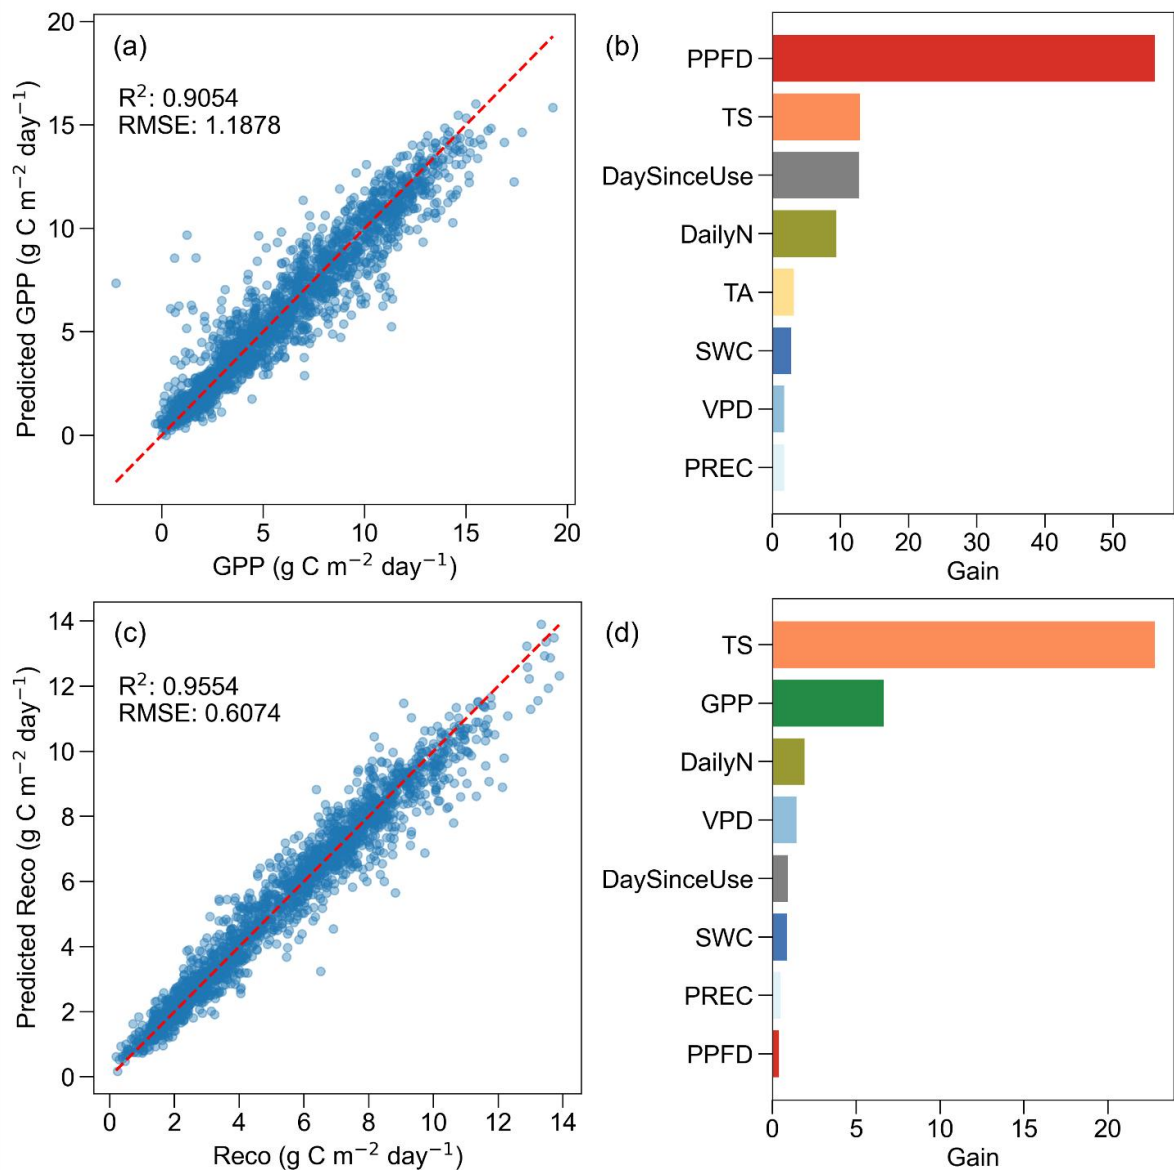 (a)
R²: 0.9054
RMSE: 1.1878
Predicted GPP (g C m⁻² day⁻¹)
20
15
10
5
0
0 5 10 15 20
GPP (g C m⁻² day⁻¹)
(b)
PPFD
TS
DaySinceUse
DailyN
TA
SWC
VPD
PREC
0 10 20 30 40 50
Gain
(c)
R²: 0.9554
RMSE: 0.6074
Predicted Reco (g C m⁻² day⁻¹)
14
12
10
8
6
4
2
0
0 2 4 6 8 10 12 14
Reco (g C m⁻² day⁻¹)
(d)
TS
GPP
DailyN
VPD
DaySinceUse
SWC
PREC
PPFD
0 5 10 15 20
Gain